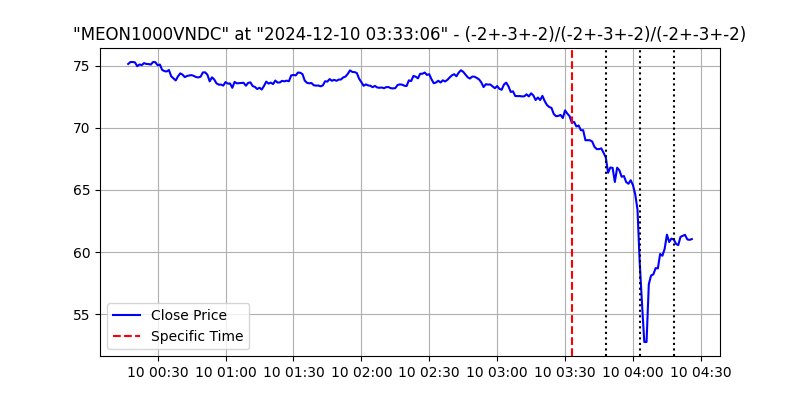 "MEON1000VNDC" at "2024-12-10 03:33:06" - (-2+-3+-2)/(-2+-3+-2)/(-2+-3+-2)
75
70
65
60
55
Close Price
Specific Time
10 00:30 10 01:00 10 01:30 10 02:00 10 02:30 10 03:00 10 03:30 10 04:00 10 04:30